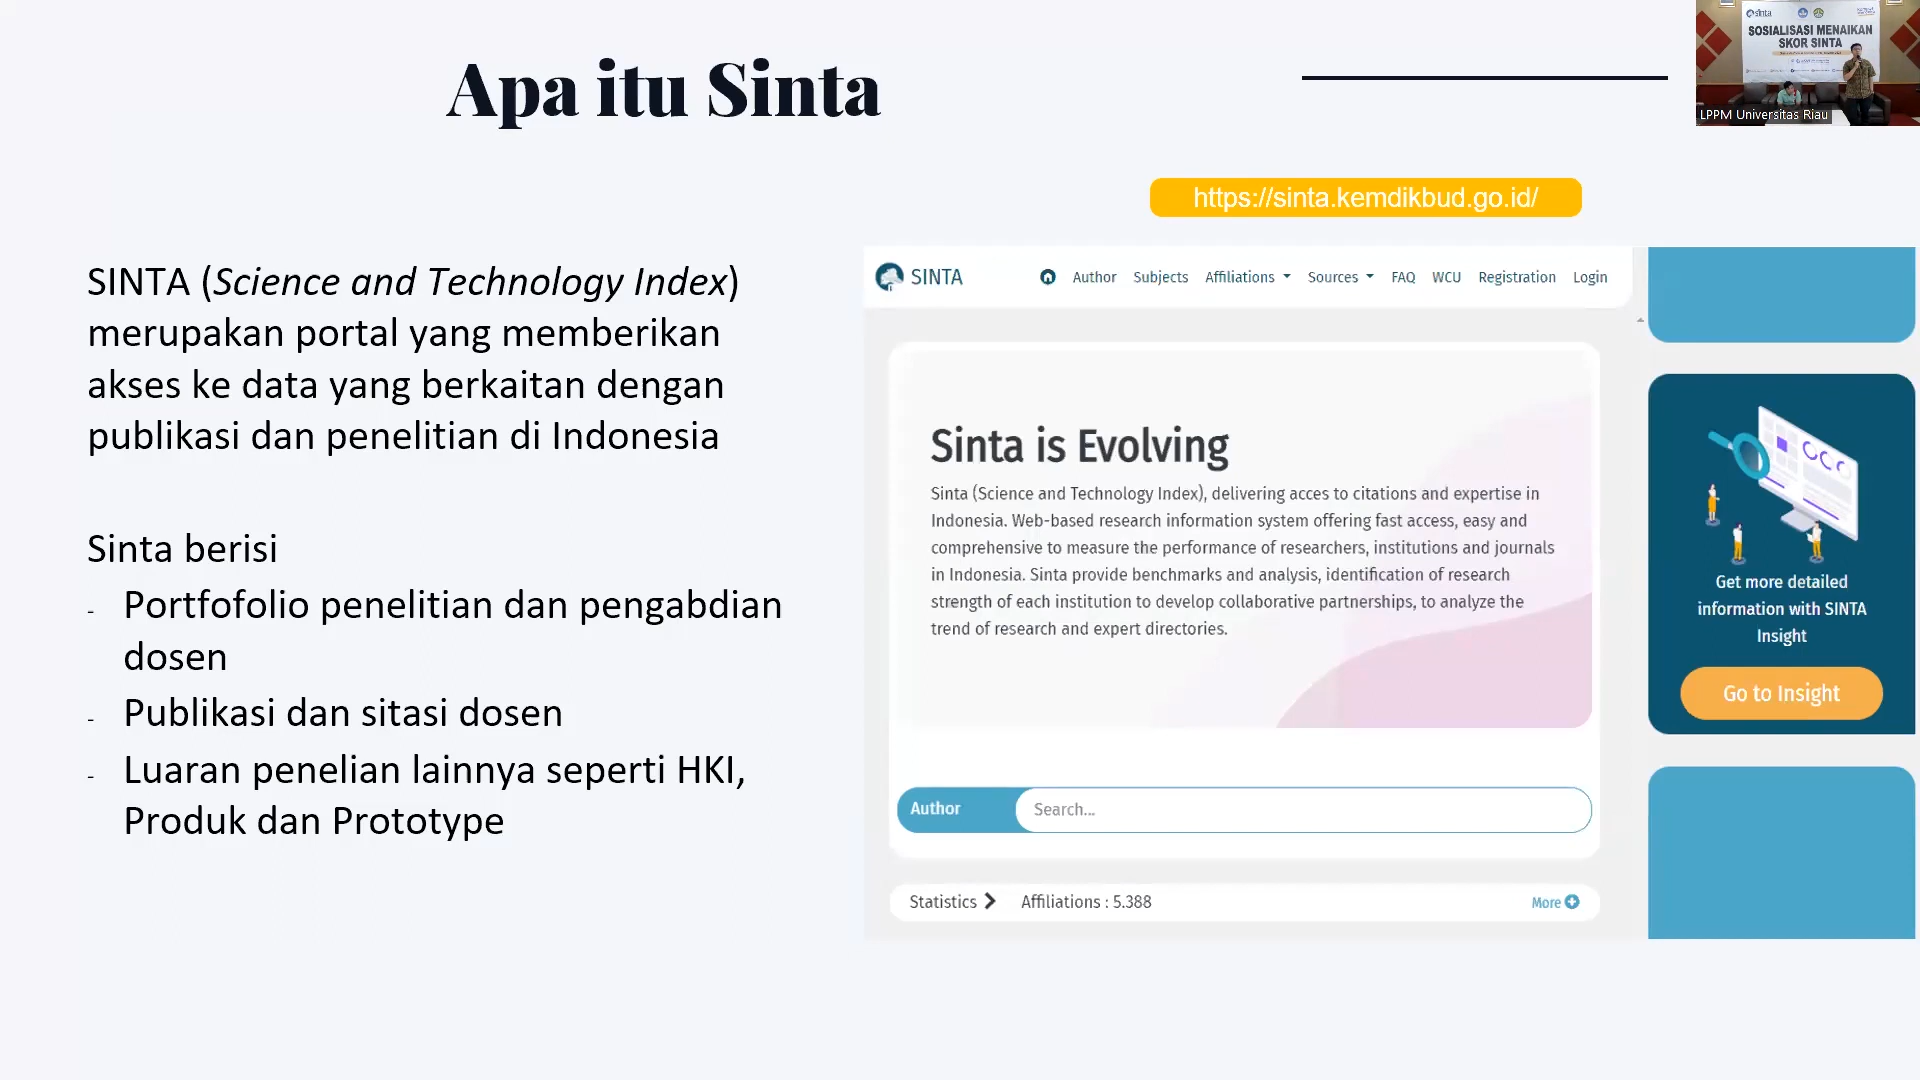 Apa itu Sinta
sinta
SOSIALISASI MENAIKAN
SKOR SINTA
LPPM Universitas Riau
https://sinta.kemdikbud.go.id/
SINTA (Science and Technology Index)
merupakan portal yang memberikan
akses ke data yang berkaitan dengan
publikasi dan penelitian di Indonesia
Sinta berisi
- Portfofolio penelitian dan pengabdian
dosen
- Publikasi dan sitasi dosen
- Luaran penelian lainnya seperti HKI,
Produk dan Prototype
SINTA Author Subjects Affiliations Sources FAQ WCU Registration Login
Sinta is Evolving
Sinta (Science and Technology Index), delivering acces to citations and expertise in
Indonesia. Web-based research information system offering fast access, easy and
comprehensive to measure the performance of researchers, institutions and journals
in Indonesia. Sinta provide benchmarks and analysis, identification of research
strength of each institution to develop collaborative partnerships, to analyze the
trend of research and expert directories.
Author Search...
Statistics Affiliations : 5.388 More
Get more detailed
information with SINTA
Insight
Go to Insight